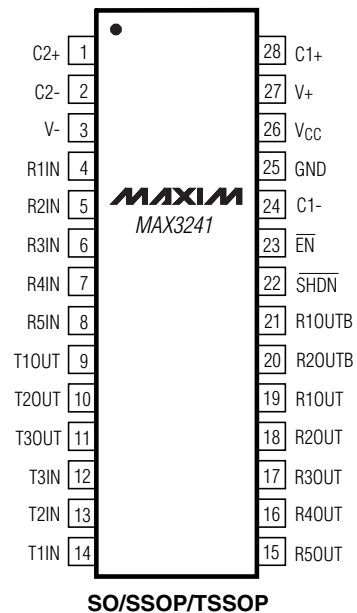 C2+ 1 28 C1+
C2- 2 27 V+
V- 3 26 VCC
R1IN 4 25 GND
R2IN 5 MAXIM 24 C1-
R3IN 6 MAX3241 23 EN
R4IN 7 22 SHDN
R5IN 8 21 R1OUTB
T1OUT 9 20 R2OUTB
T2OUT 10 19 R1OUT
T3OUT 11 18 R2OUT
T3IN 12 17 R3OUT
T2IN 13 16 R4OUT
T1IN 14 15 R5OUT
SO/SSOP/TSSOP